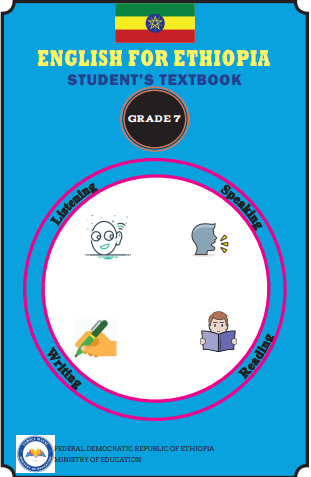 ENGLISH FOR ETHIOPIA
STUDENT'S TEXTBOOK
GRADE 7
Listening
Speaking
Writing
Reading
FEDERAL DEMOCRATIC REPUBLIC OF ETHIOPIA
MINISTRY OF EDUCATION